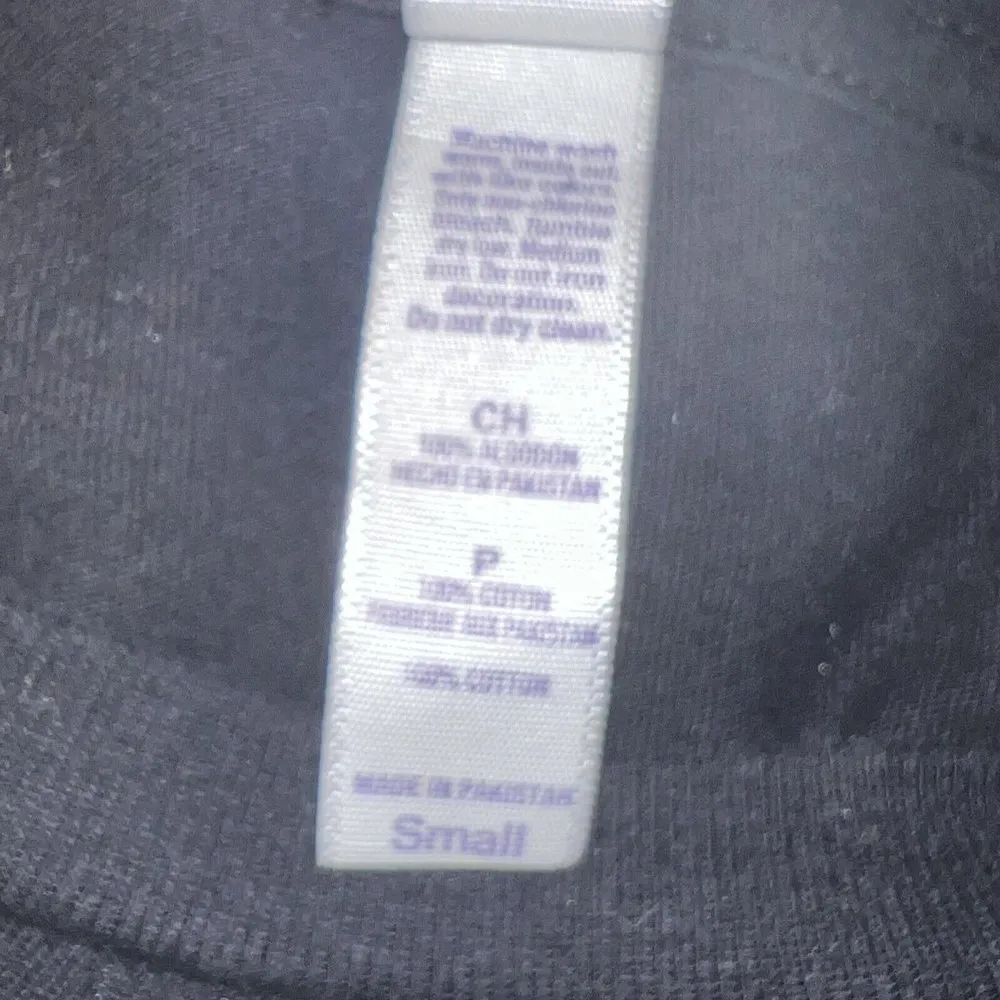 Machine wash
warm, inside out,
with like colors.
Only non-chlorine
bleach. Tumble
dry low. Medium
iron. Do not iron
decoration.
Do not dry clean.
CH
100% ALGODON
HECHO EN PAKISTAN
P
100% COTON
PAKISTAN
100% COTTON
MADE IN PAKISTAN
Small